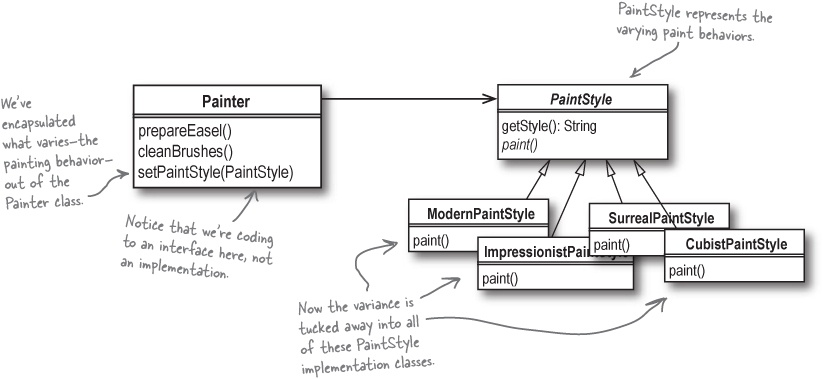 PaintStyle represents the
varying paint behaviors.
We've
encapsulated
what varies—the
painting behavior—
out of the
Painter class.
Painter
prepareEasel()
cleanBrushes()
setPaintStyle(PaintStyle)
PaintStyle
getStyle(): String
paint()
Notice that we're coding
to an interface here, not
an implementation.
ModernPaintStyle
paint()
ImpressionistPaintStyle
paint()
SurrealPaintStyle
paint()
CubistPaintStyle
paint()
Now the variance is
tucked away into all
of these PaintStyle
implementation classes.